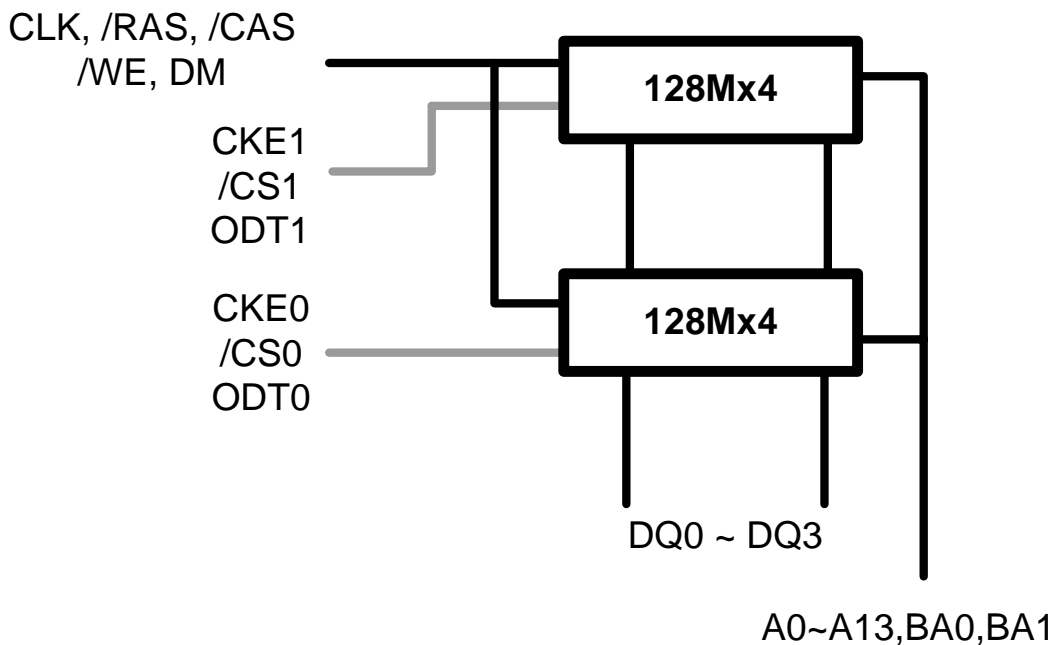 CLK, /RAS, /CAS
/WE, DM
128Mx4
CKE1
/CS1
ODT1
CKE0
/CS0
ODT0
128Mx4
DQ0 ~ DQ3
A0~A13,BA0,BA1